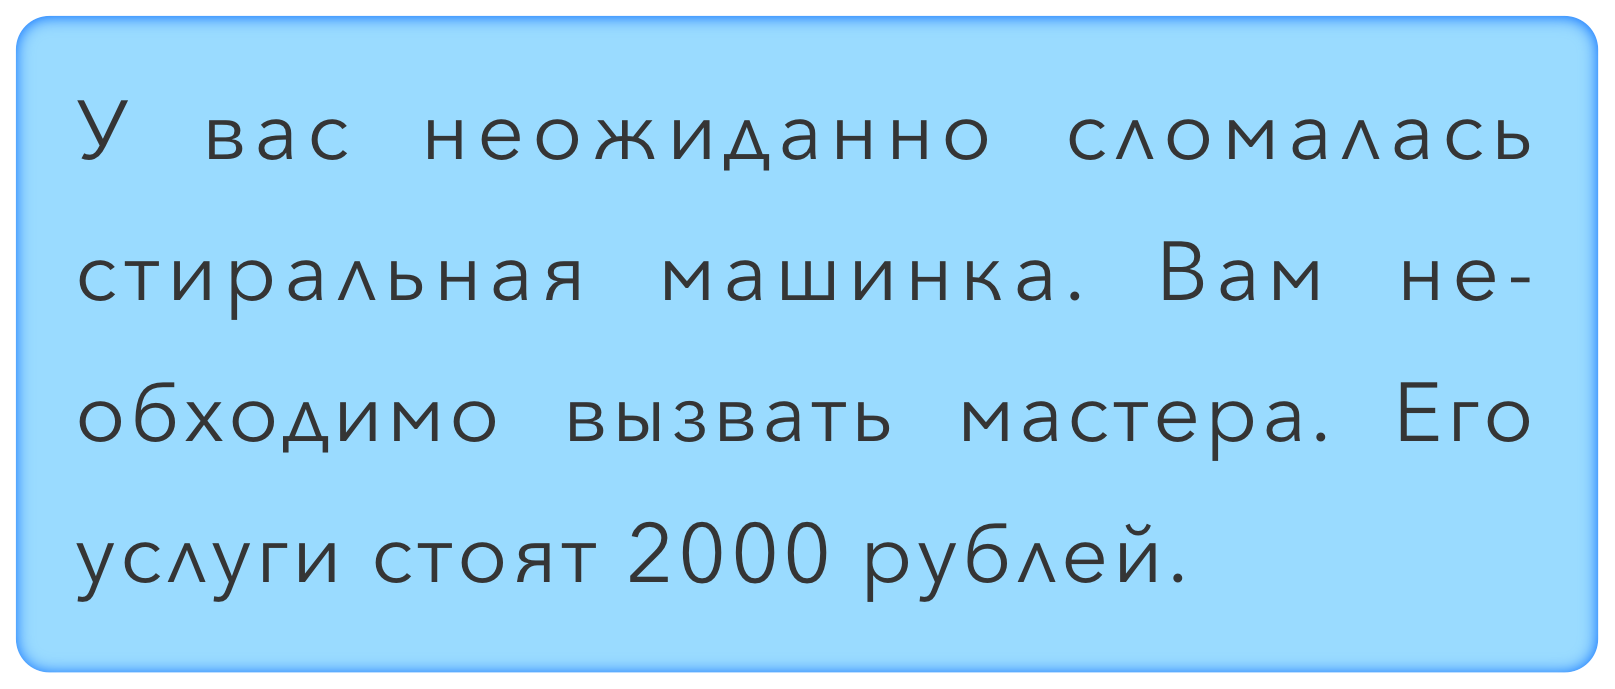 У вас неожиданно сломалась
стиральная машинка. Вам не-
обходимо вызвать мастера. Его
услуги стоят 2000 рублей.